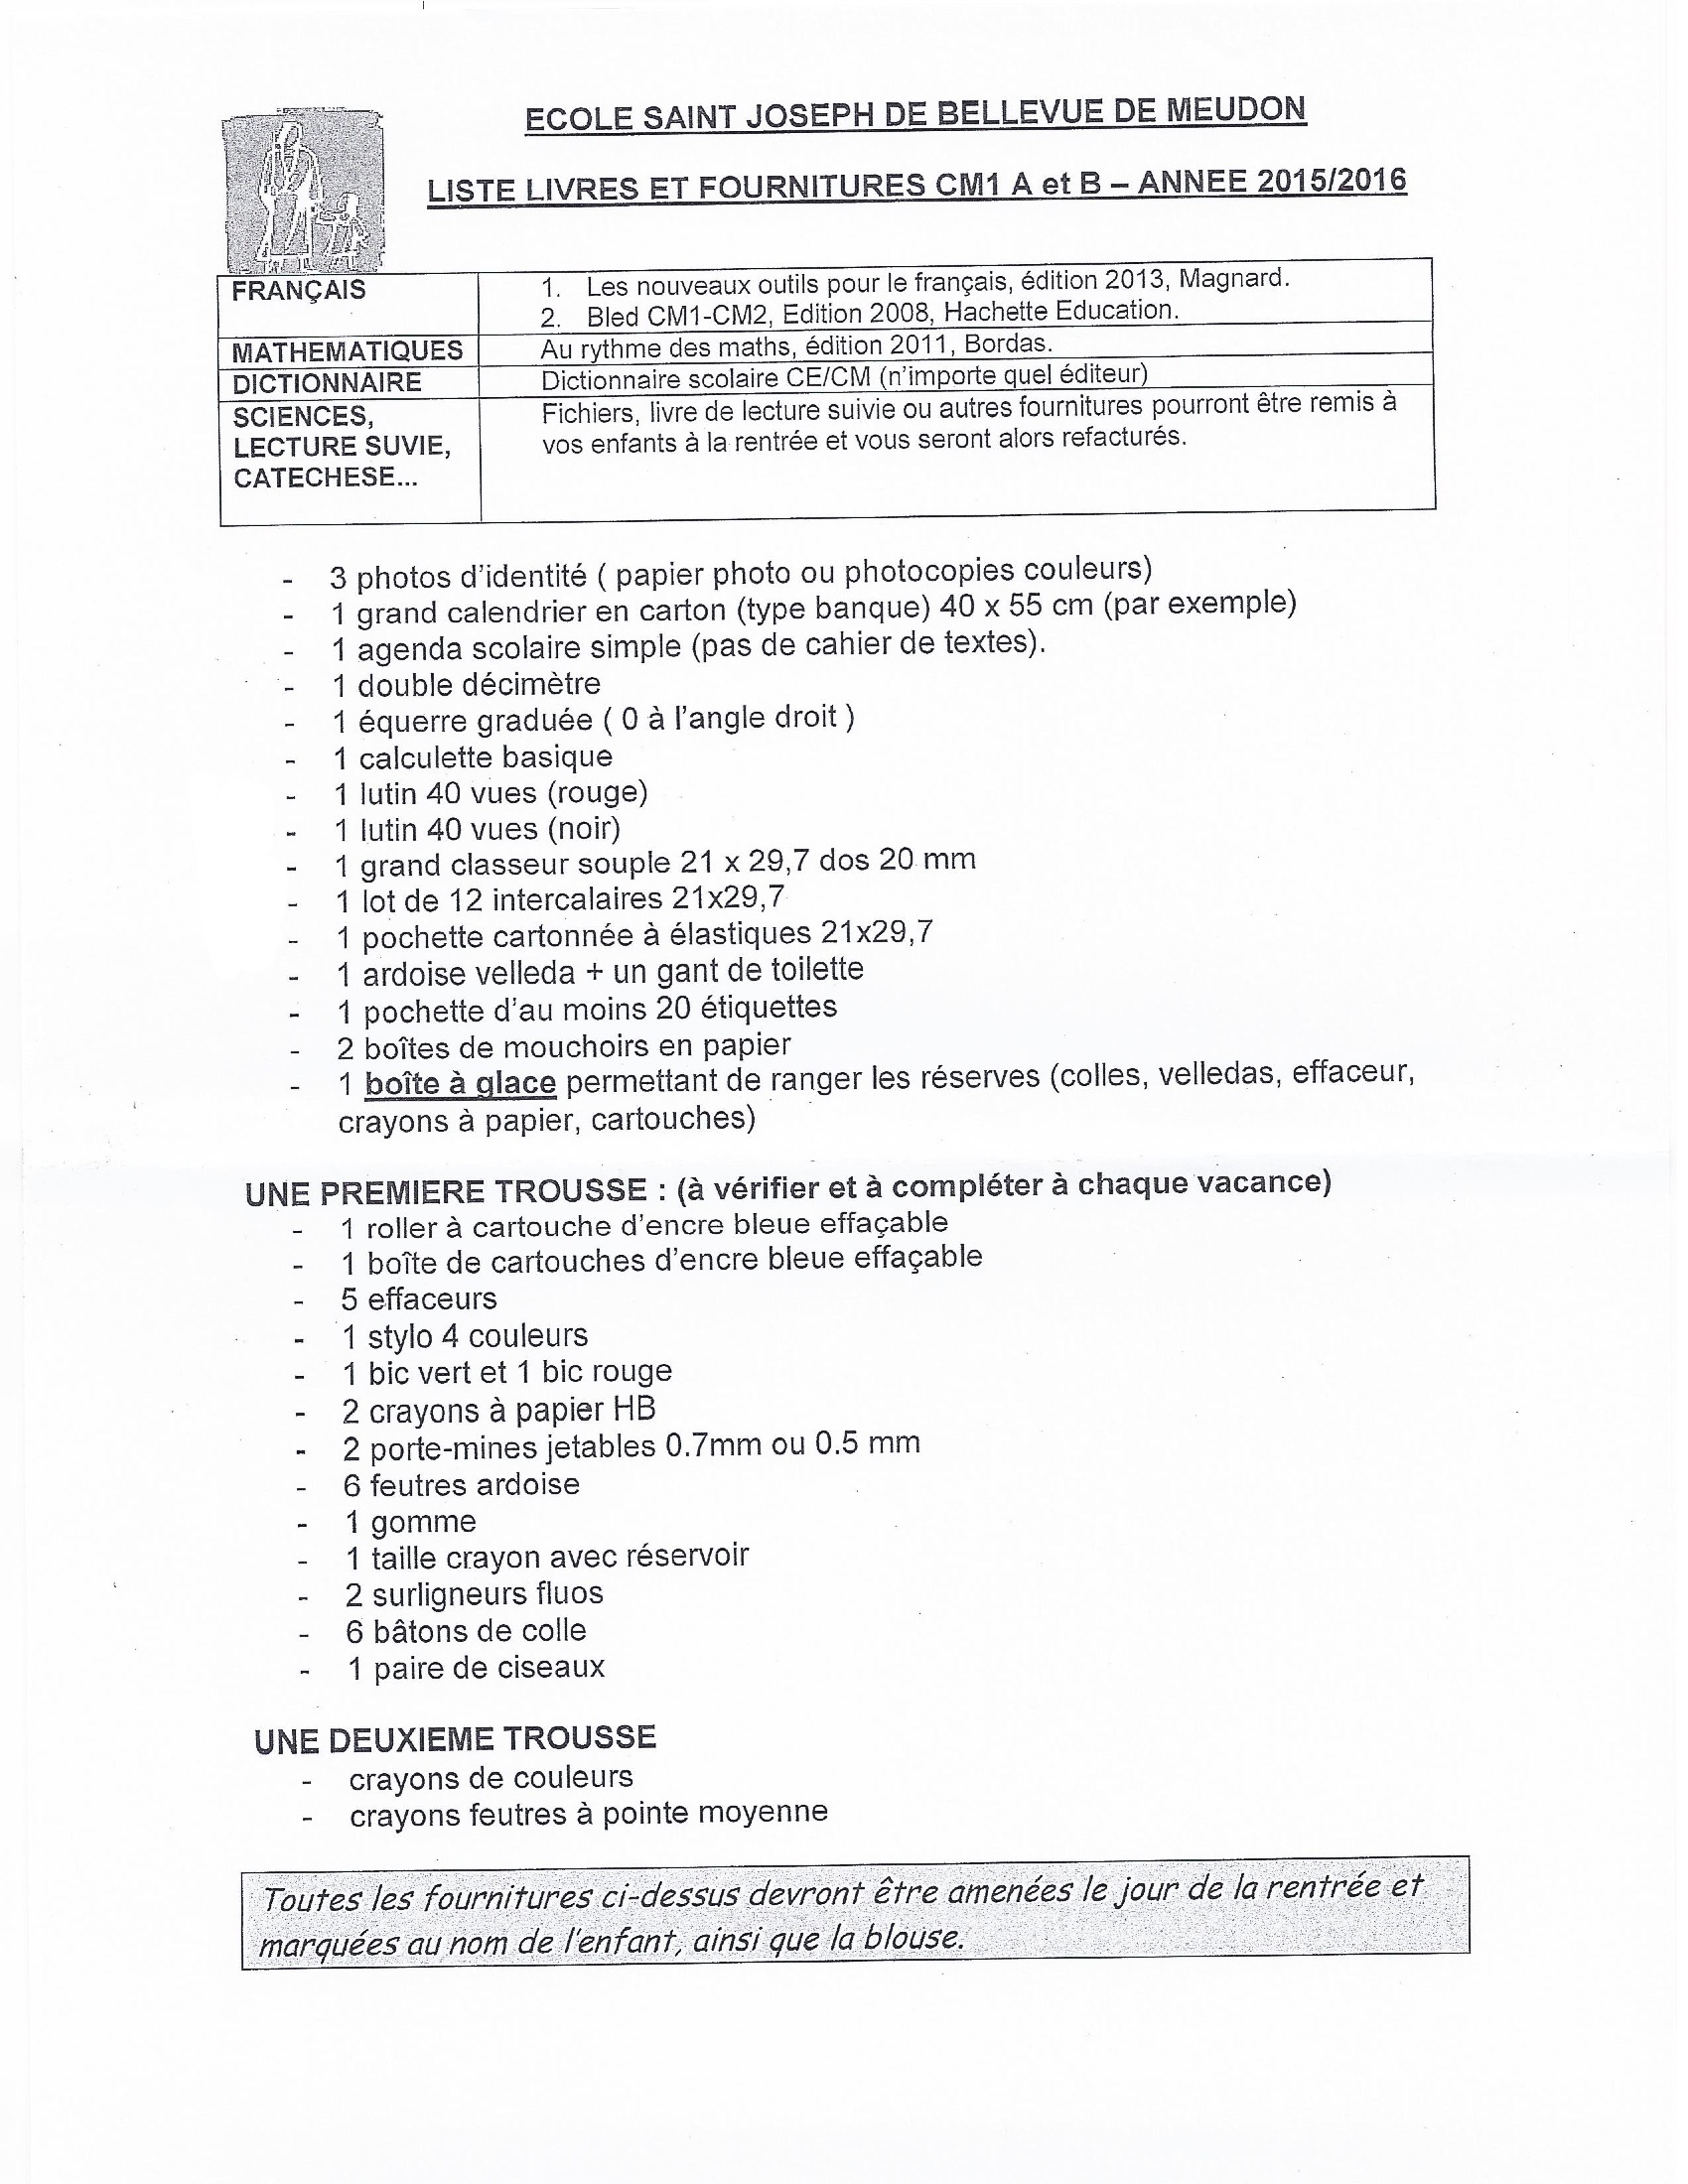 ECOLE SAINT JOSEPH DE BELLEVUE DE MEUDON
LISTE LIVRES ET FOURNITURES CM1 A et B – ANNEE 2015/2016
FRANÇAIS
1. Les nouveaux outils pour le français, édition 2013, Magnard.
2. Bled CM1-CM2, Edition 2008, Hachette Education.
MATHEMATIQUES
Au rythme des maths, édition 2011, Bordas.
DICTIONNAIRE
Dictionnaire scolaire CE/CM (n'importe quel éditeur)
SCIENCES,
LECTURE SUVIE,
CATECHESE...
Fichiers, livre de lecture suivie ou autres fournitures pourront être remis à
vos enfants à la rentrée et vous seront alors refacturés.
- 3 photos d'identité ( papier photo ou photocopies couleurs)
- 1 grand calendrier en carton (type banque) 40 x 55 cm (par exemple)
- 1 agenda scolaire simple (pas de cahier de textes).
- 1 double décimètre
- 1 équerre graduée ( 0 à l'angle droit )
- 1 calculette basique
- 1 lutin 40 vues (rouge)
- 1 lutin 40 vues (noir)
- 1 grand classeur souple 21 x 29,7 dos 20 mm
- 1 lot de 12 intercalaires 21x29,7
- 1 pochette cartonnée à élastiques 21x29,7
- 1 ardoise velleda + un gant de toilette
- 1 pochette d'au moins 20 étiquettes
- 2 boîtes de mouchoirs en papier
- 1 boîte à glace permettant de ranger les réserves (colles, velledas, effaceur,
crayons à papier, cartouches)
UNE PREMIERE TROUSSE : (à vérifier et à compléter à chaque vacance)
- 1 roller à cartouche d'encre bleue effaçable
- 1 boîte de cartouches d'encre bleue effaçable
- 5 effaceurs
- 1 stylo 4 couleurs
- 1 bic vert et 1 bic rouge
- 2 crayons à papier HB
- 2 porte-mines jetables 0.7mm ou 0.5 mm
- 6 feutres ardoise
- 1 gomme
- 1 taille crayon avec réservoir
- 2 surligneurs fluos
- 6 bâtons de colle
- 1 paire de ciseaux
UNE DEUXIEME TROUSSE
- crayons de couleurs
- crayons feutres à pointe moyenne
Toutes les fournitures ci-dessus devront être amenées le jour de la rentrée et
marquées au nom de l'enfant, ainsi que la blouse.